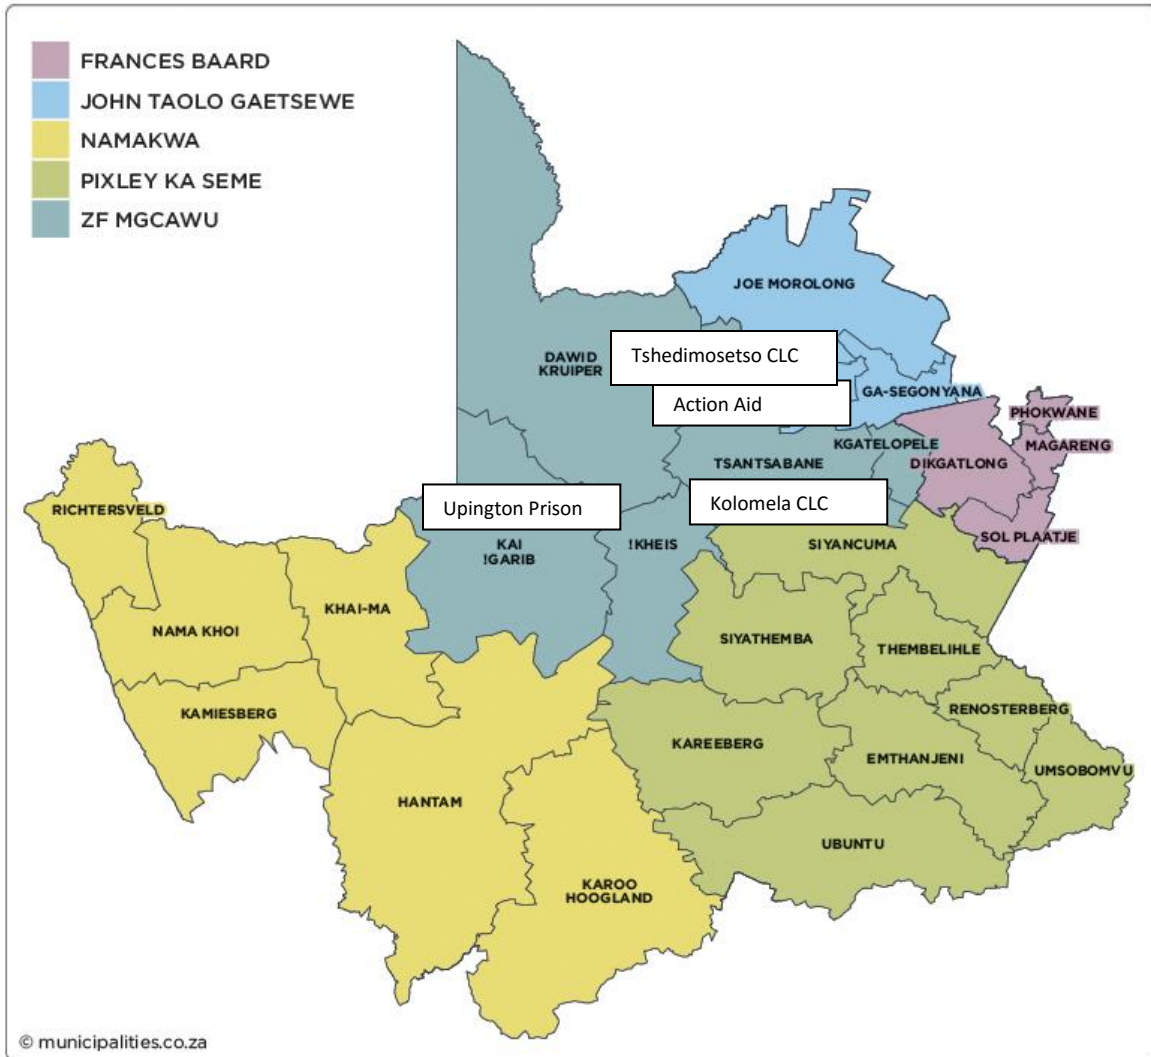 FRANCES BAARD
JOHN TAOLO GAETSEWE
NAMAKWA
PIXLEY KA SEME
ZF MGCAWU
JOE MOROLONG
DAWID
KRUIPER
Tshedimosetso CLC
GA-SEGONYANA
Action Aid
PHOKWANE
KGATELOPELE
MAGARENG
TSANTSABANE
DIKGATLONG
Upington Prison
Kolomela CLC
RICHTERSVELD
SOL PLAATJE
KAI
!GARIB
!KHEIS
SIYANCUMA
KHAI-MA
NAMA KHOI
SIYATHEMBA
THEMBELIHLE
KAMIESBERG
RENOSTERBERG
KAREEBERG
EMTHANJENI
UMSOBOMVU
HANTAM
UBUNTU
KAROO
HOOGLAND
© municipalities.co.za